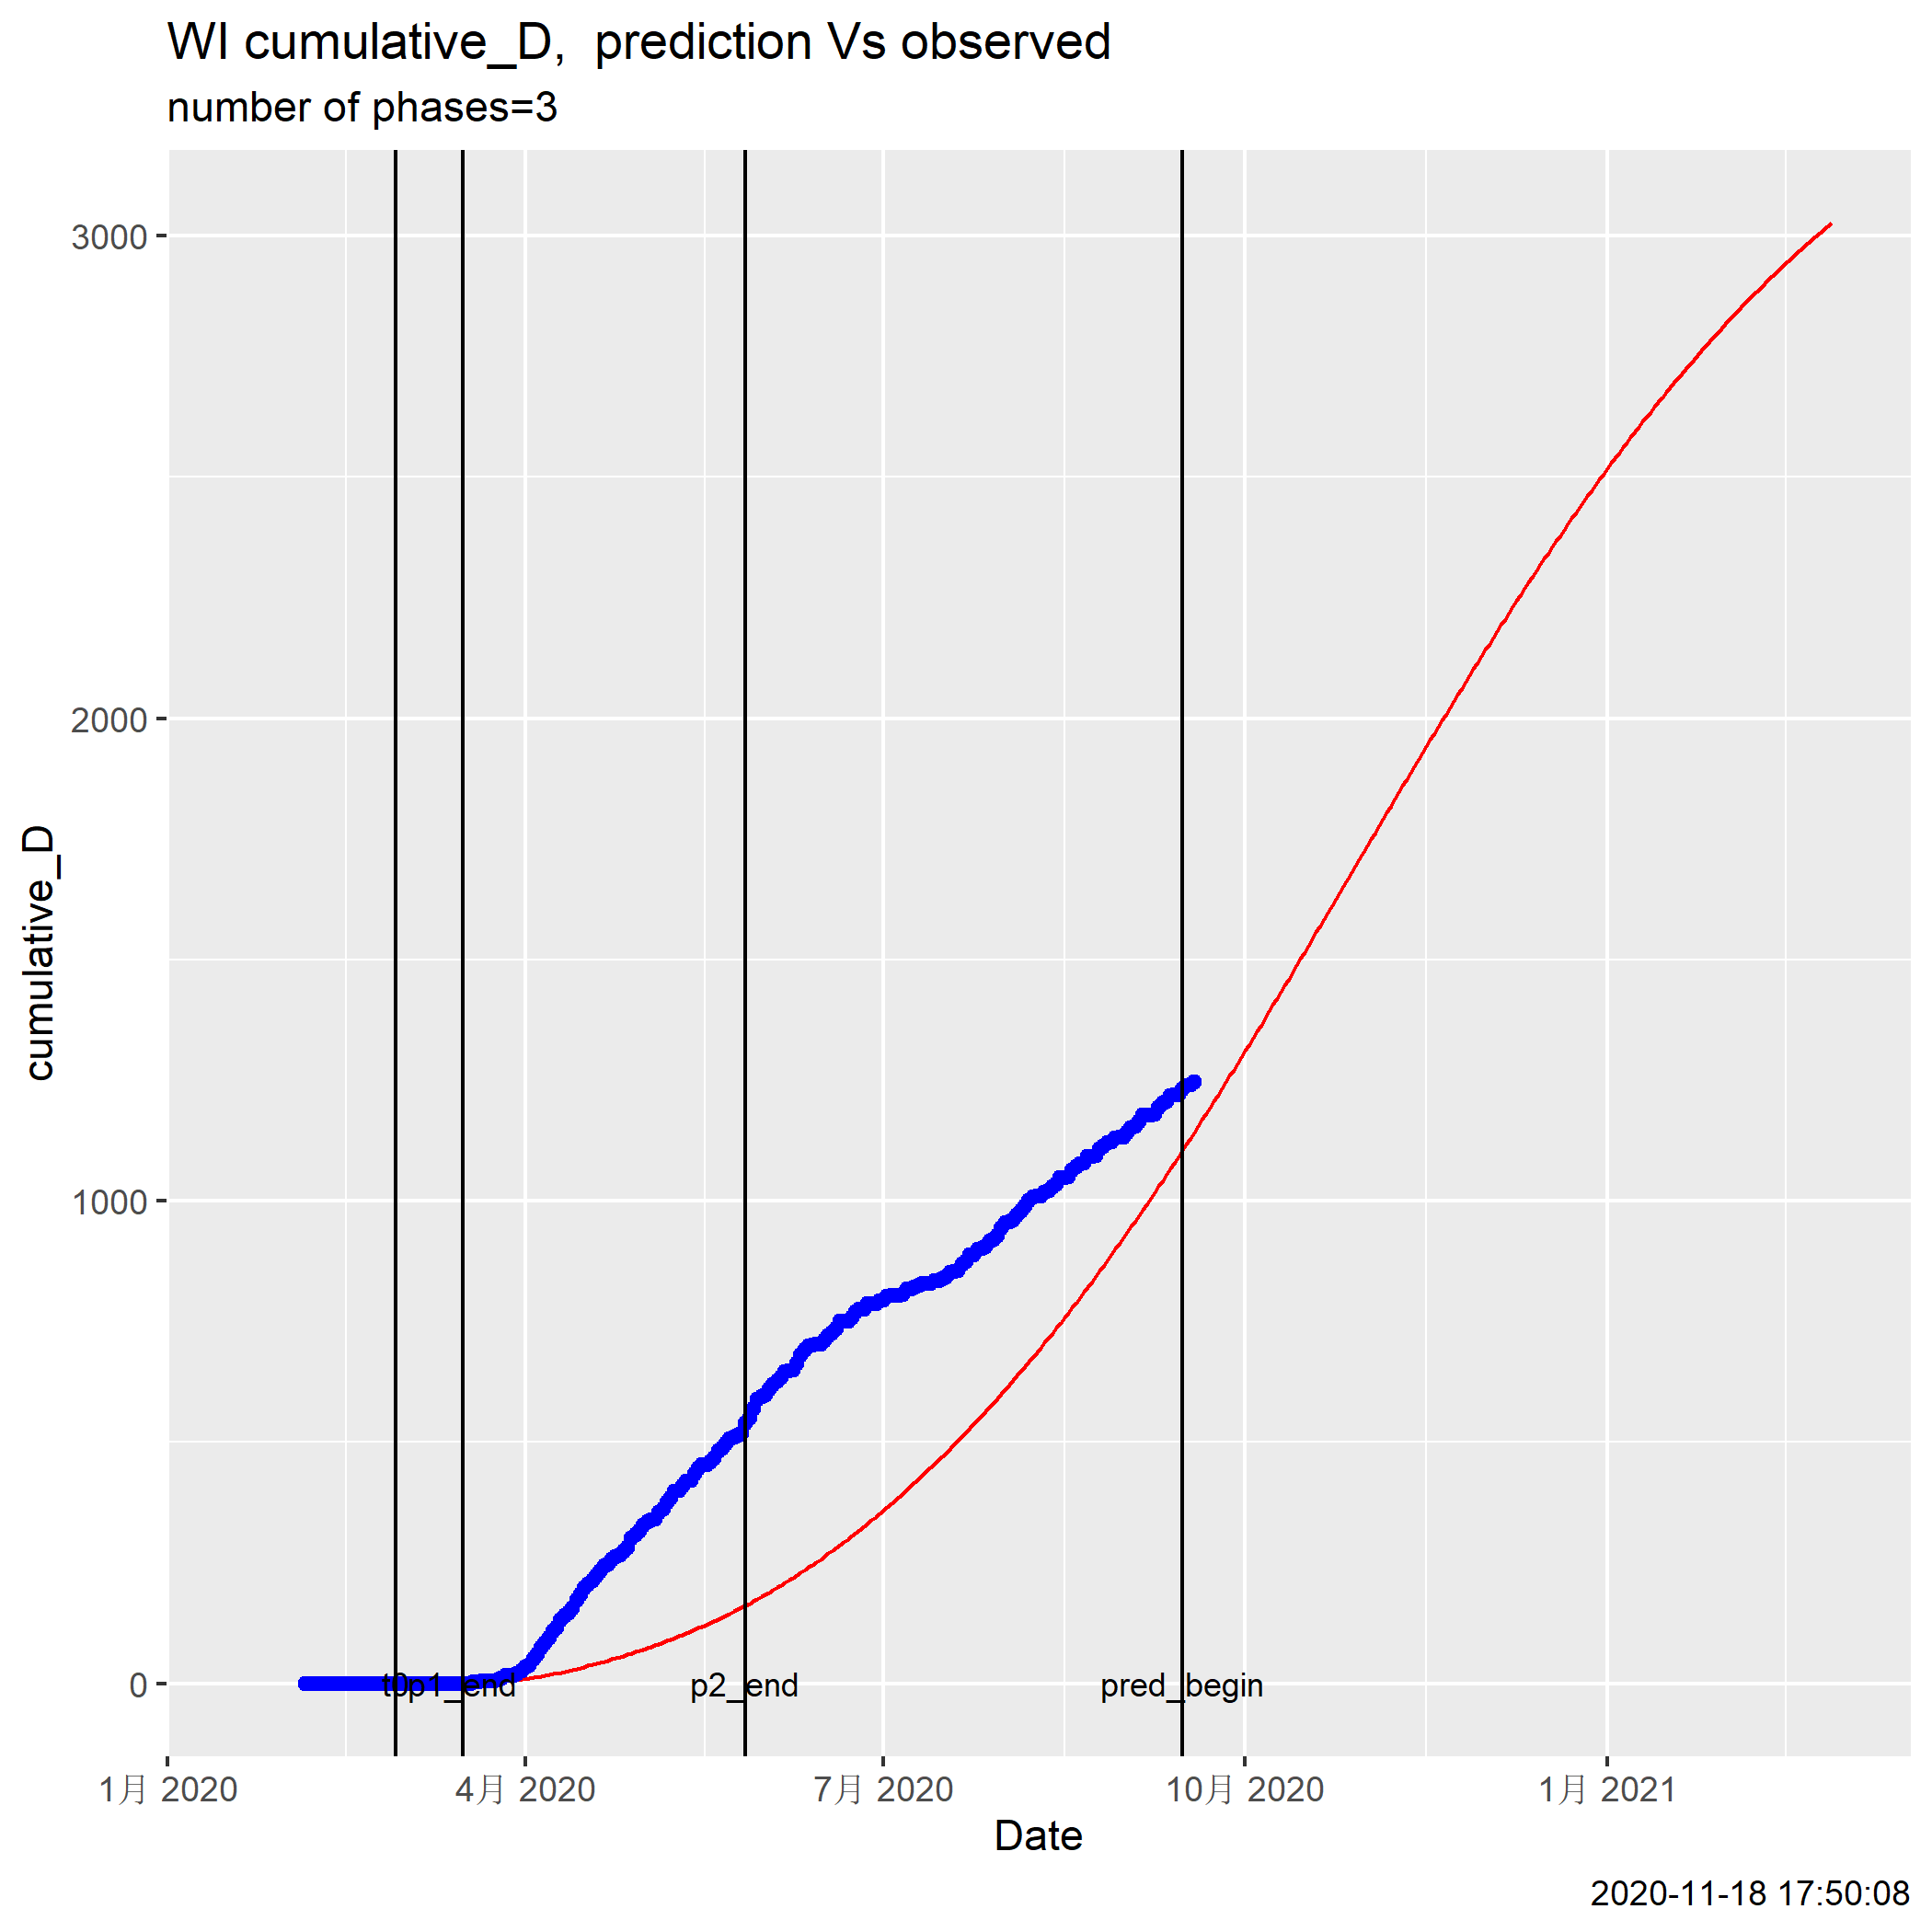 WI cumulative_D,  prediction Vs observed
number of phases=3
3000
2000
1000
0
cumulative_D
t0
p1_end
p2_end
pred_begin
1月 2020
4月 2020
7月 2020
10月 2020
1月 2021
Date
2020-11-18 17:50:08